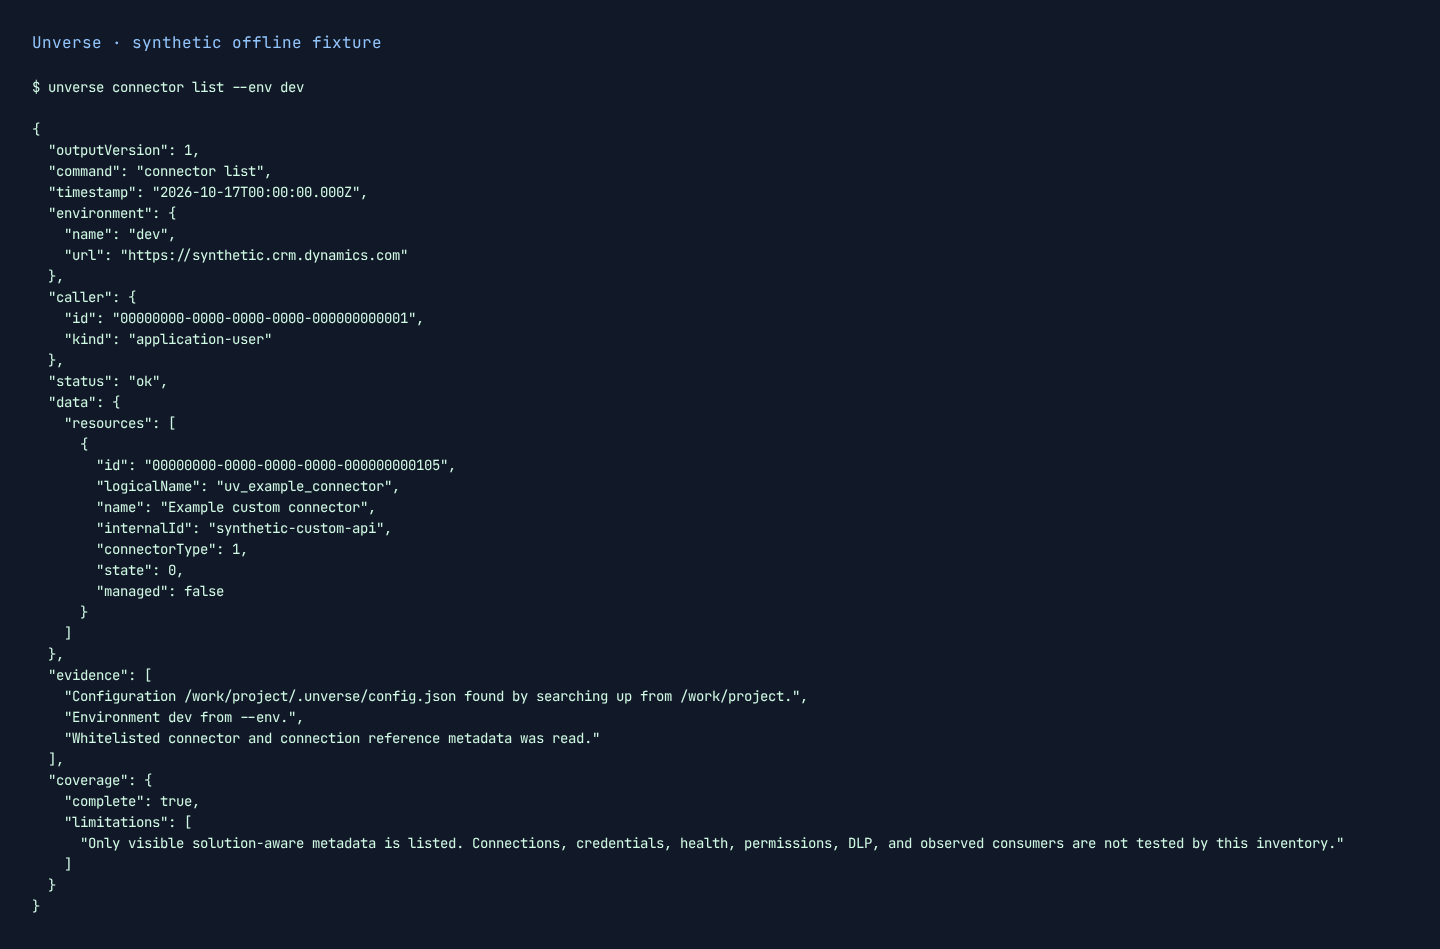 Unverse · synthetic offline fixture
$ unverse connector list --env dev
{
  "outputVersion": 1,
  "command": "connector list",
  "timestamp": "2026-10-17T00:00:00.000Z",
  "environment": {
    "name": "dev",
    "url": "https://synthetic.crm.dynamics.com"
  },
  "caller": {
    "id": "00000000-0000-0000-0000-000000000001",
    "kind": "application-user"
  },
  "status": "ok",
  "data": {
    "resources": [
      {
        "id": "00000000-0000-0000-0000-000000000105",
        "logicalName": "uv_example_connector",
        "name": "Example custom connector",
        "internalId": "synthetic-custom-api",
        "connectorType": 1,
        "state": 0,
        "managed": false
      }
    ]
  },
  "evidence": [
    "Configuration /work/project/.unverse/config.json found by searching up from /work/project.",
    "Environment dev from --env.",
    "Whitelisted connector and connection reference metadata was read."
  ],
  "coverage": {
    "complete": true,
    "limitations": [
      "Only visible solution-aware metadata is listed. Connections, credentials, health, permissions, DLP, and observed consumers are not tested by this inventory."
    ]
  }
}